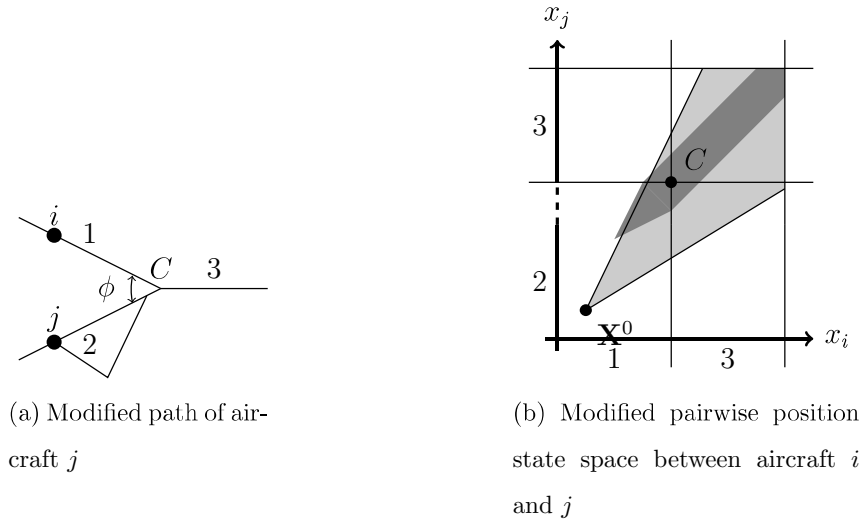 i
1
C
3
ϕ
j
2
(a) Modified path of air-
craft j
x_j
3
C
2
X^0
x_i
1
3
(b) Modified pairwise position
state space between aircraft i
and j